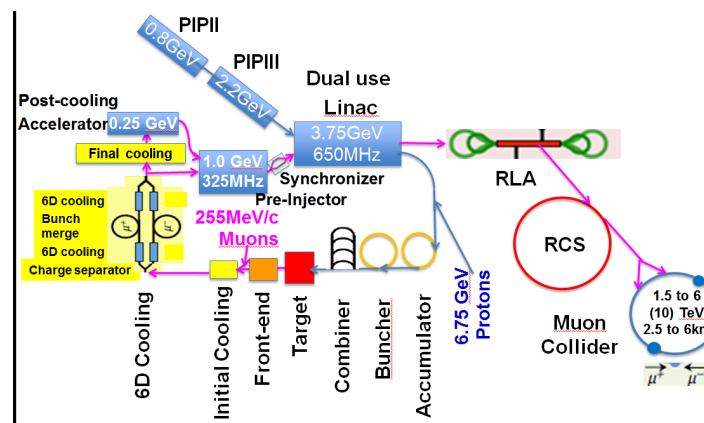 PIPII
0.8GeV
PIPIII
2.2GeV
Dual use
Linac
3.75GeV
650MHz
Post-cooling
Accelerator
0.25 GeV
Final cooling
1.0 GeV
325MHz
Synchronizer
Pre-Injector
RLA
6D cooling
Bunch
merge
6D cooling
Charge separator
μ+
μ-
255MeV/c
Muons
RCS
6D Cooling
Initial Cooling
Front-end
Target
Combiner
Buncher
Accumulator
6.75 GeV
Protons
Muon
Collider
1.5 to 6
(10) TeV
2.5 to 6km
μ+ μ−